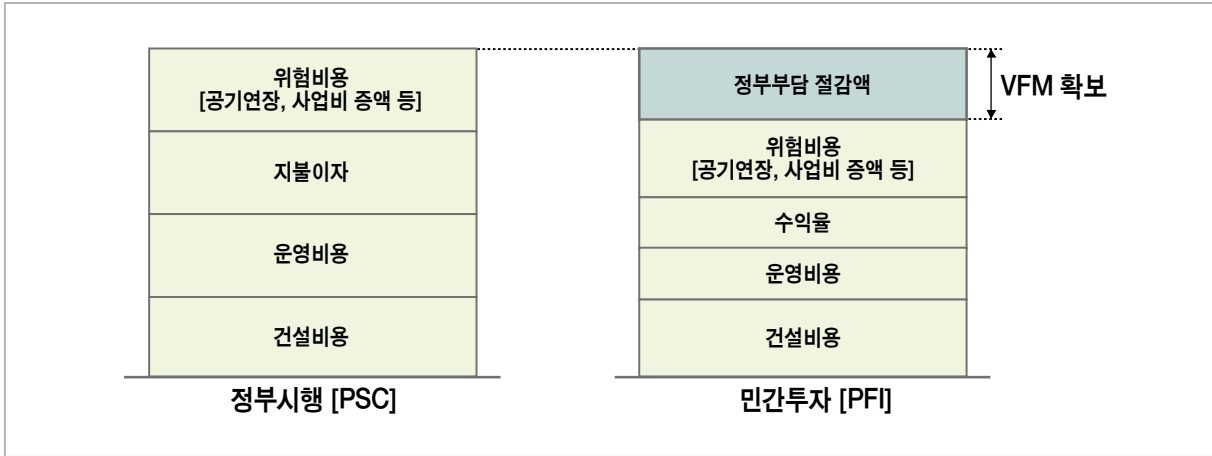 위험비용
[공기연장, 사업비 증액 등]
지불이자
운영비용
건설비용
정부시행 [PSC]
정부부담 절감액
VFM 확보
위험비용
[공기연장, 사업비 증액 등]
수익율
운영비용
건설비용
민간투자 [PFI]